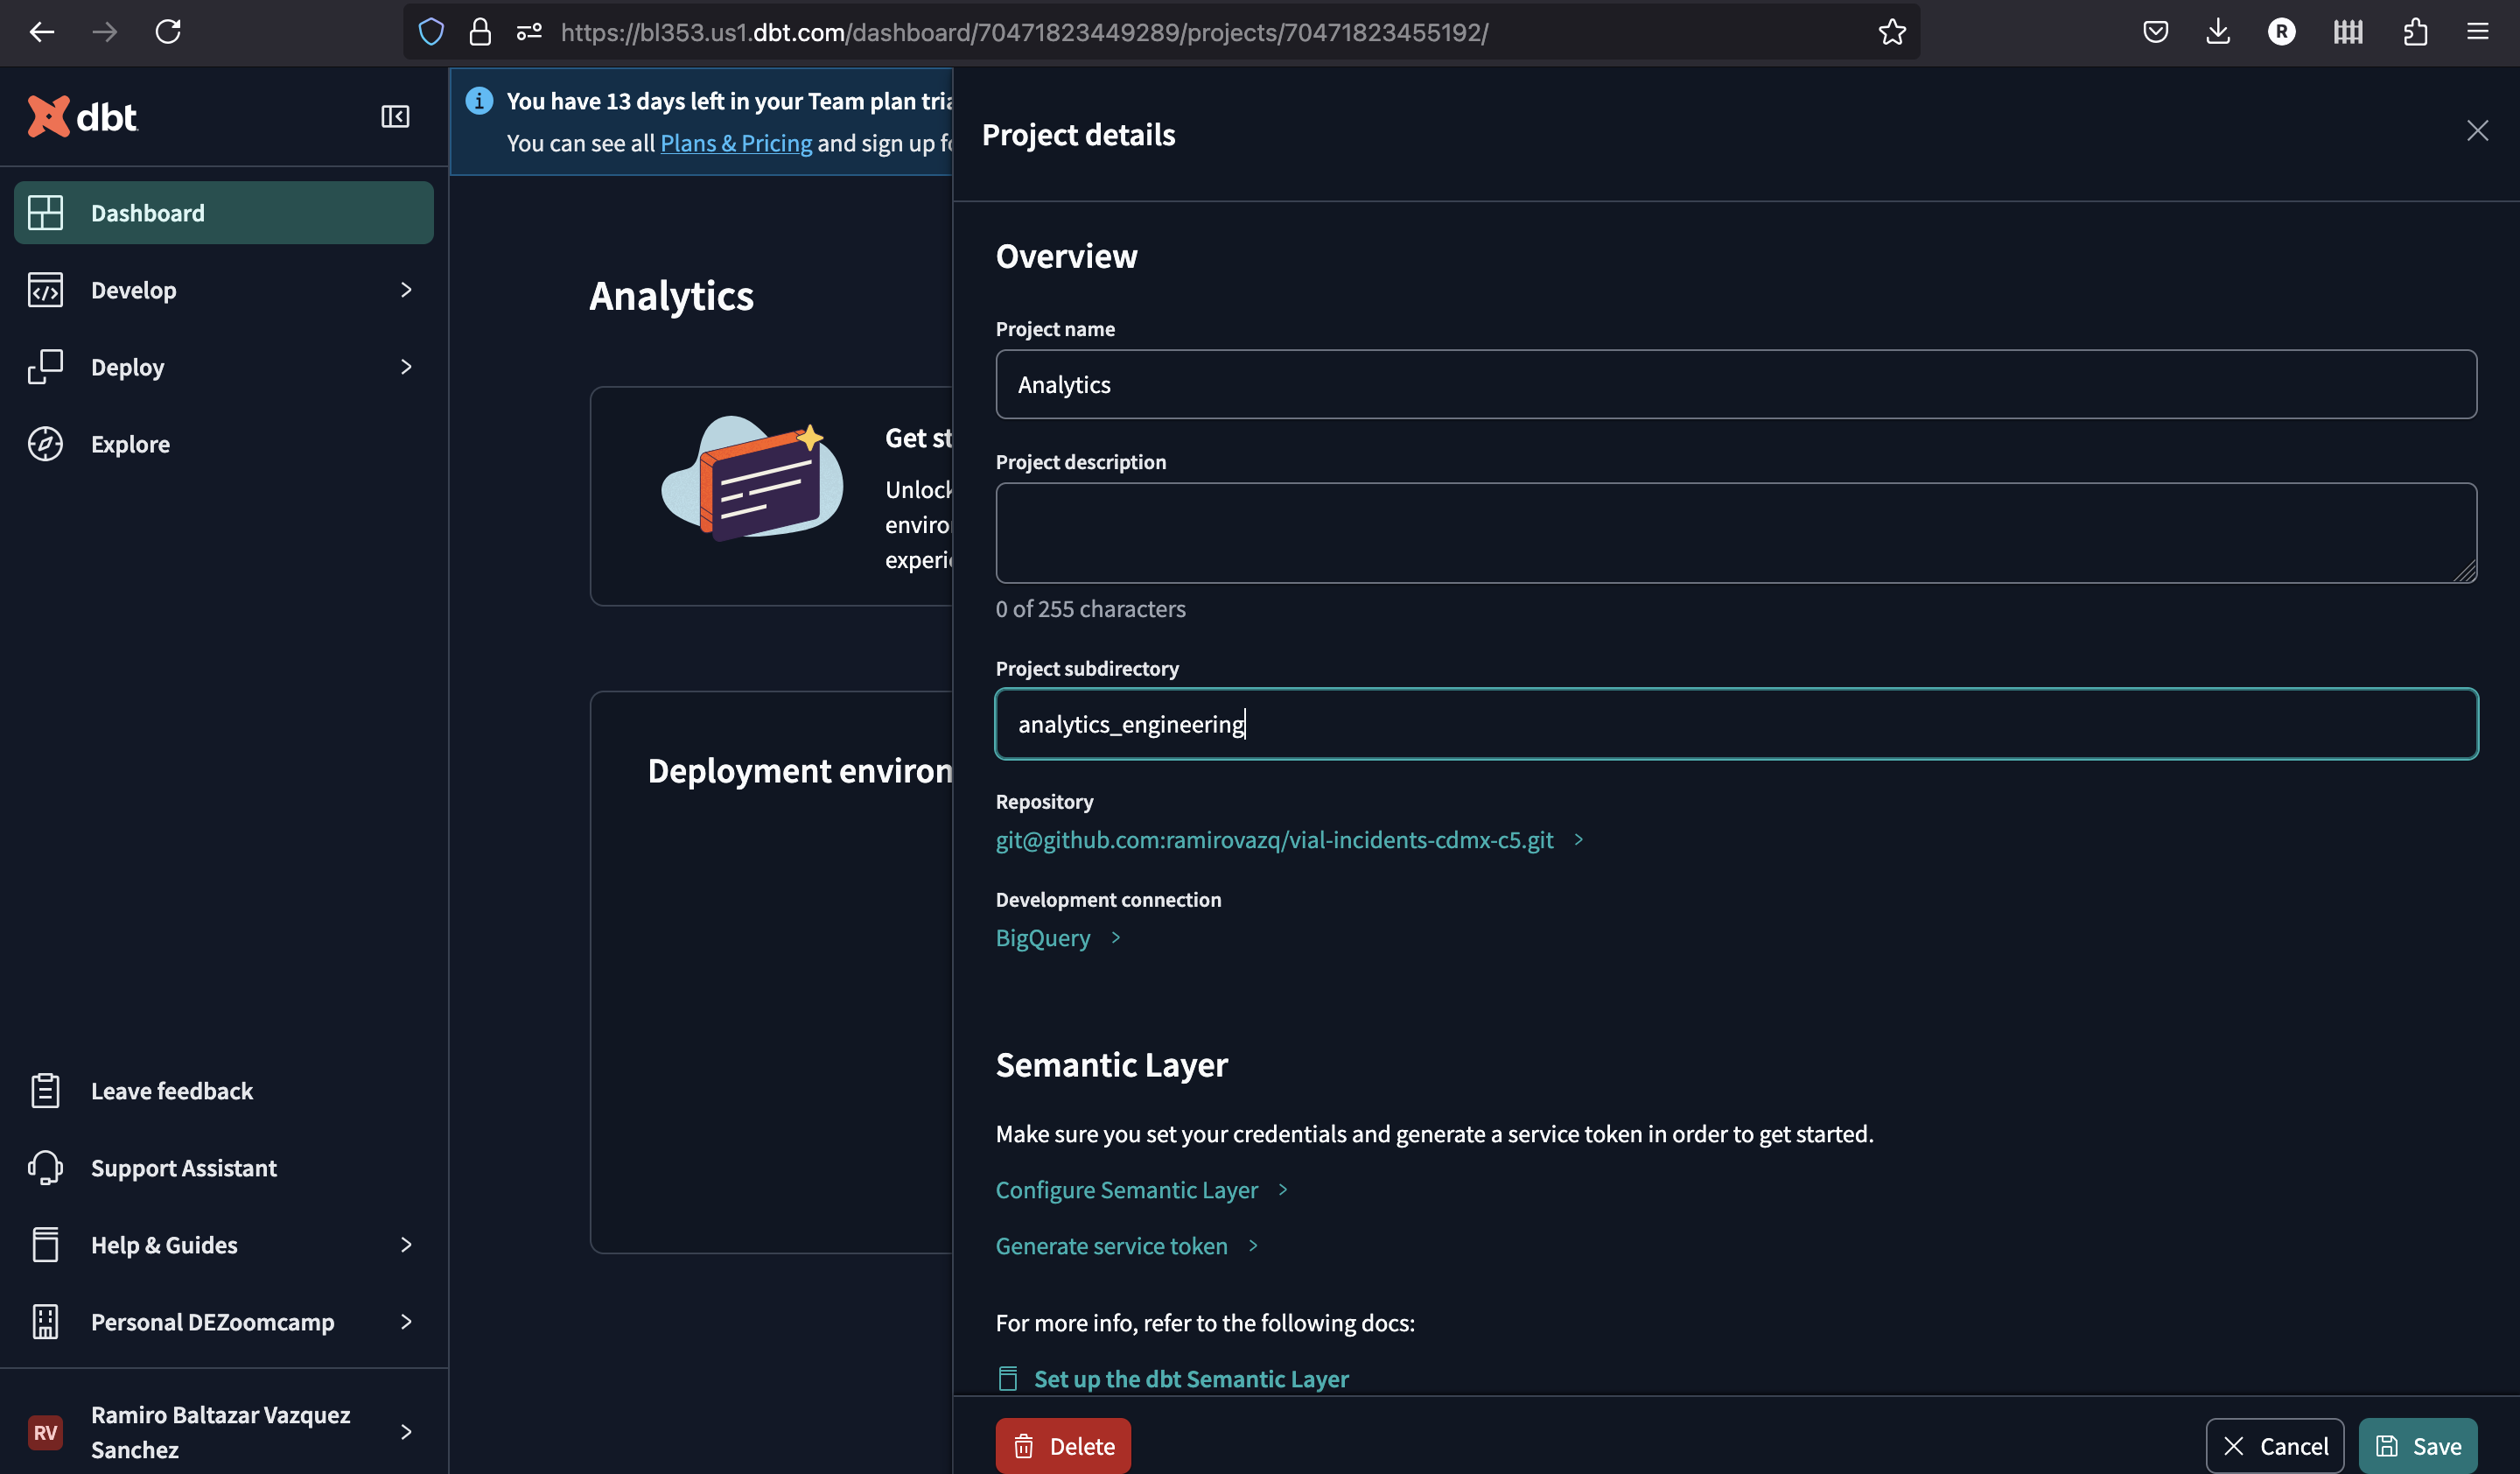 https://bl353.us1.dbt.com/dashboard/70471823449289/projects/70471823455192/
R
dbt
Dashboard
Develop
Deploy
Explore
Leave feedback
Support Assistant
Help & Guides
Personal DEZoomcamp
RV
Ramiro Baltazar Vazquez
Sanchez
You have 13 days left in your Team plan tria
You can see all Plans & Pricing and sign up fo
Analytics
Get st
Unlock
enviro
experie
Deployment environ
Project details
Overview
Project name
Analytics
Project description
0 of 255 characters
Project subdirectory
analytics_engineering
Repository
git@github.com:ramirovazq/vial-incidents-cdmx-c5.git
Development connection
BigQuery
Semantic Layer
Make sure you set your credentials and generate a service token in order to get started.
Configure Semantic Layer
Generate service token
For more info, refer to the following docs:
Set up the dbt Semantic Layer
Delete
Cancel
Save